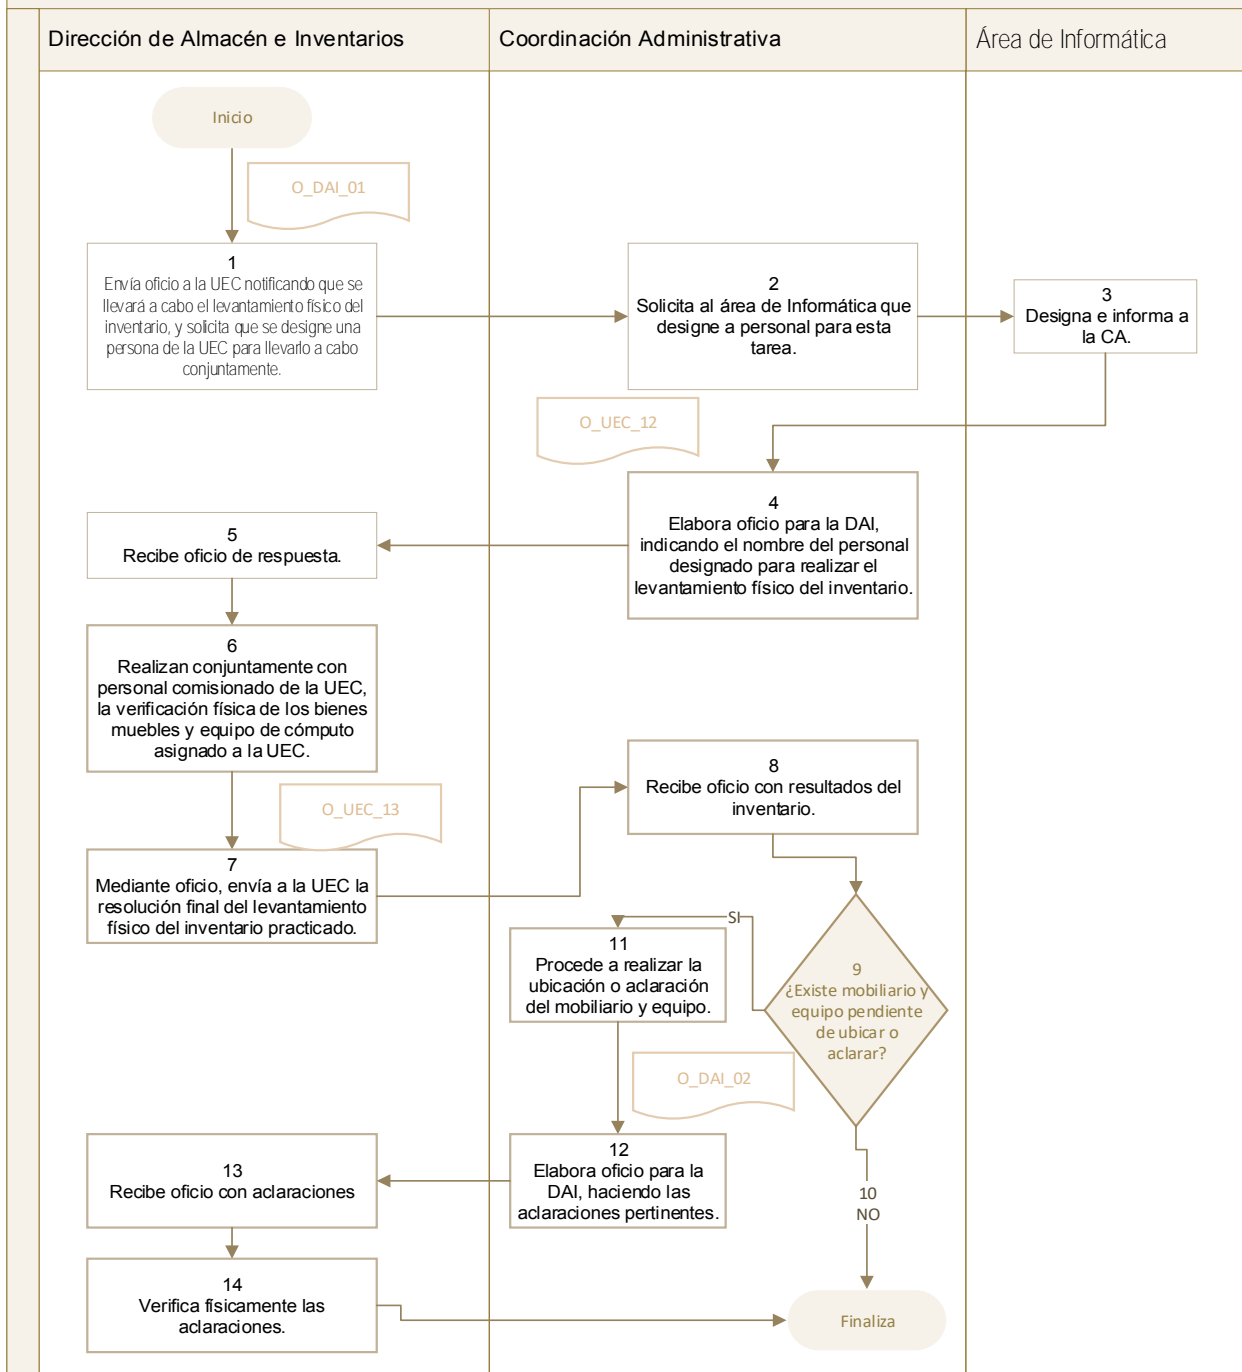 Dirección de Almacén e Inventarios
Coordinación Administrativa
Área de Informática
Inicio
O_DAI_01
1
Envía oficio a la UEC notificando que se
llevará a cabo el levantamiento físico del
inventario, y solicita que se designe una
persona de la UEC para llevarlo a cabo
conjuntamente.
2
Solicita al área de Informática que
designe a personal para esta
tarea.
3
Designa e informa a
la CA.
O_UEC_12
4
Elabora oficio para la DAI,
indicando el nombre del personal
designado para realizar el
levantamiento físico del inventario.
5
Recibe oficio de respuesta.
6
Realizan conjuntamente con
personal comisionado de la UEC,
la verificación física de los bienes
muebles y equipo de cómputo
asignado a la UEC.
O_UEC_13
7
Mediante oficio, envía a la UEC la
resolución final del levantamiento
físico del inventario practicado.
8
Recibe oficio con resultados del
inventario.
9
¿Existe mobiliario y
equipo pendiente
de ubicar o
aclarar?
SI
11
Procede a realizar la
ubicación o aclaración
del mobiliario y equipo.
O_DAI_02
12
Elabora oficio para la
DAI, haciendo las
aclaraciones pertinentes.
10
NO
13
Recibe oficio con aclaraciones
14
Verifica físicamente las
aclaraciones.
Finaliza